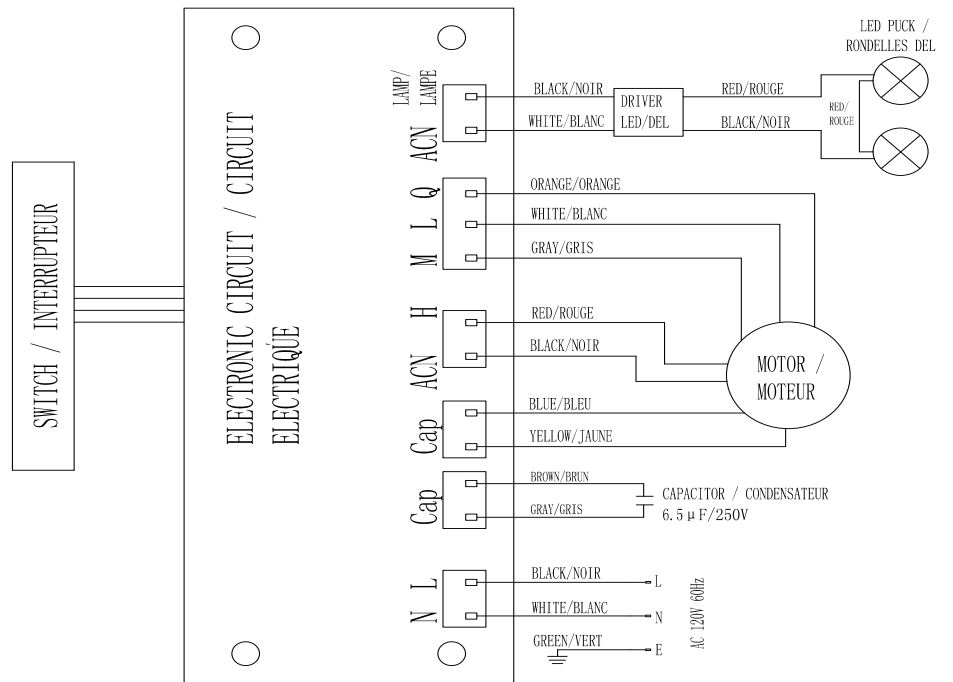 SWITCH / INTERRUPTEUR
ELECTRONIC CIRCUIT / CIRCUIT
ELECTRIQUE
LAMP/
LAMPE
ACN
BLACK/NOIR
WHITE/BLANC
DRIVER
LED/DEL
RED/ROUGE
BLACK/NOIR
LED PUCK /
RONDELLES DEL
RED/
ROUGE
Q
L
M
ORANGE/ORANGE
WHITE/BLANC
GRAY/GRIS
H
ACN
RED/ROUGE
BLACK/NOIR
MOTOR /
MOTEUR
Cap
BLUE/BLEU
YELLOW/JAUNE
Cap
BROWN/BRUN
GRAY/GRIS
CAPACITOR / CONDENSATEUR
6.5μF/250V
L
N
BLACK/NOIR
WHITE/BLANC
GREEN/VERT
L
N
E
AC 120V 60Hz